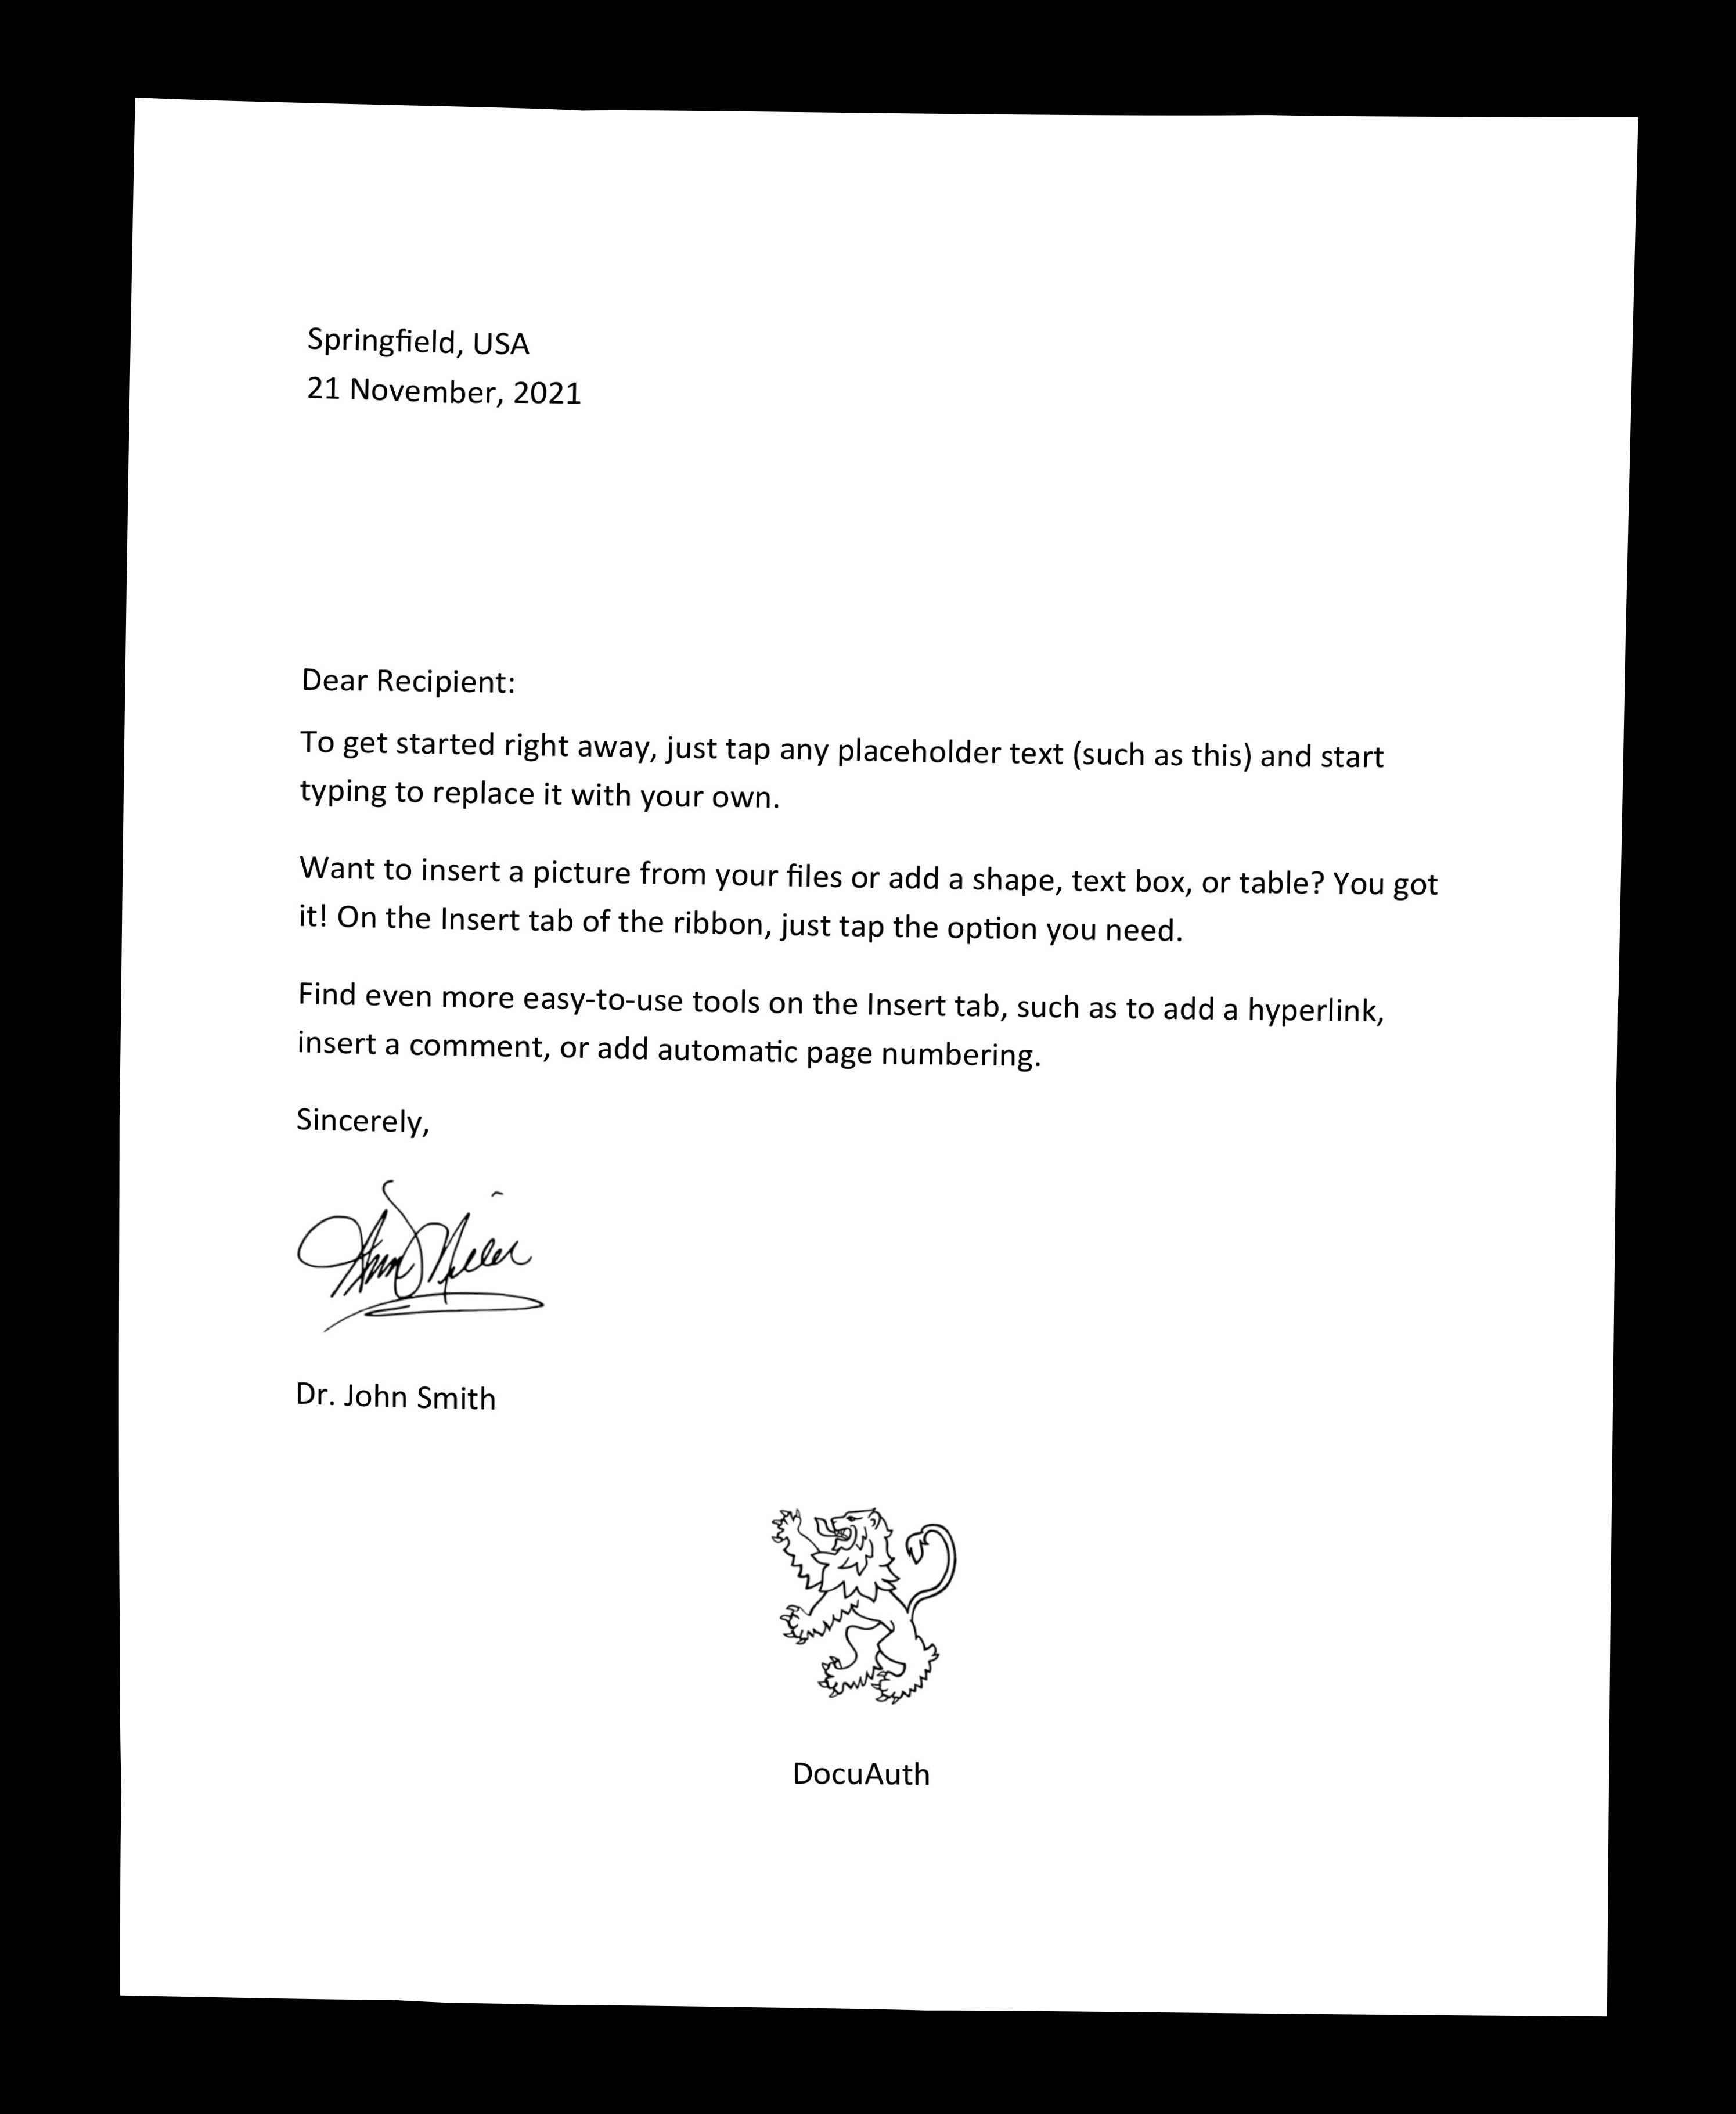 Springfield, USA
21 November, 2021
Dear Recipient:
To get started right away, just tap any placeholder text (such as this) and start
typing to replace it with your own.
Want to insert a picture from your files or add a shape, text box, or table? You got
it! On the Insert tab of the ribbon, just tap the option you need.
Find even more easy-to-use tools on the Insert tab, such as to add a hyperlink,
insert a comment, or add automatic page numbering.
Sincerely,
Dr. John Smith
DocuAuth